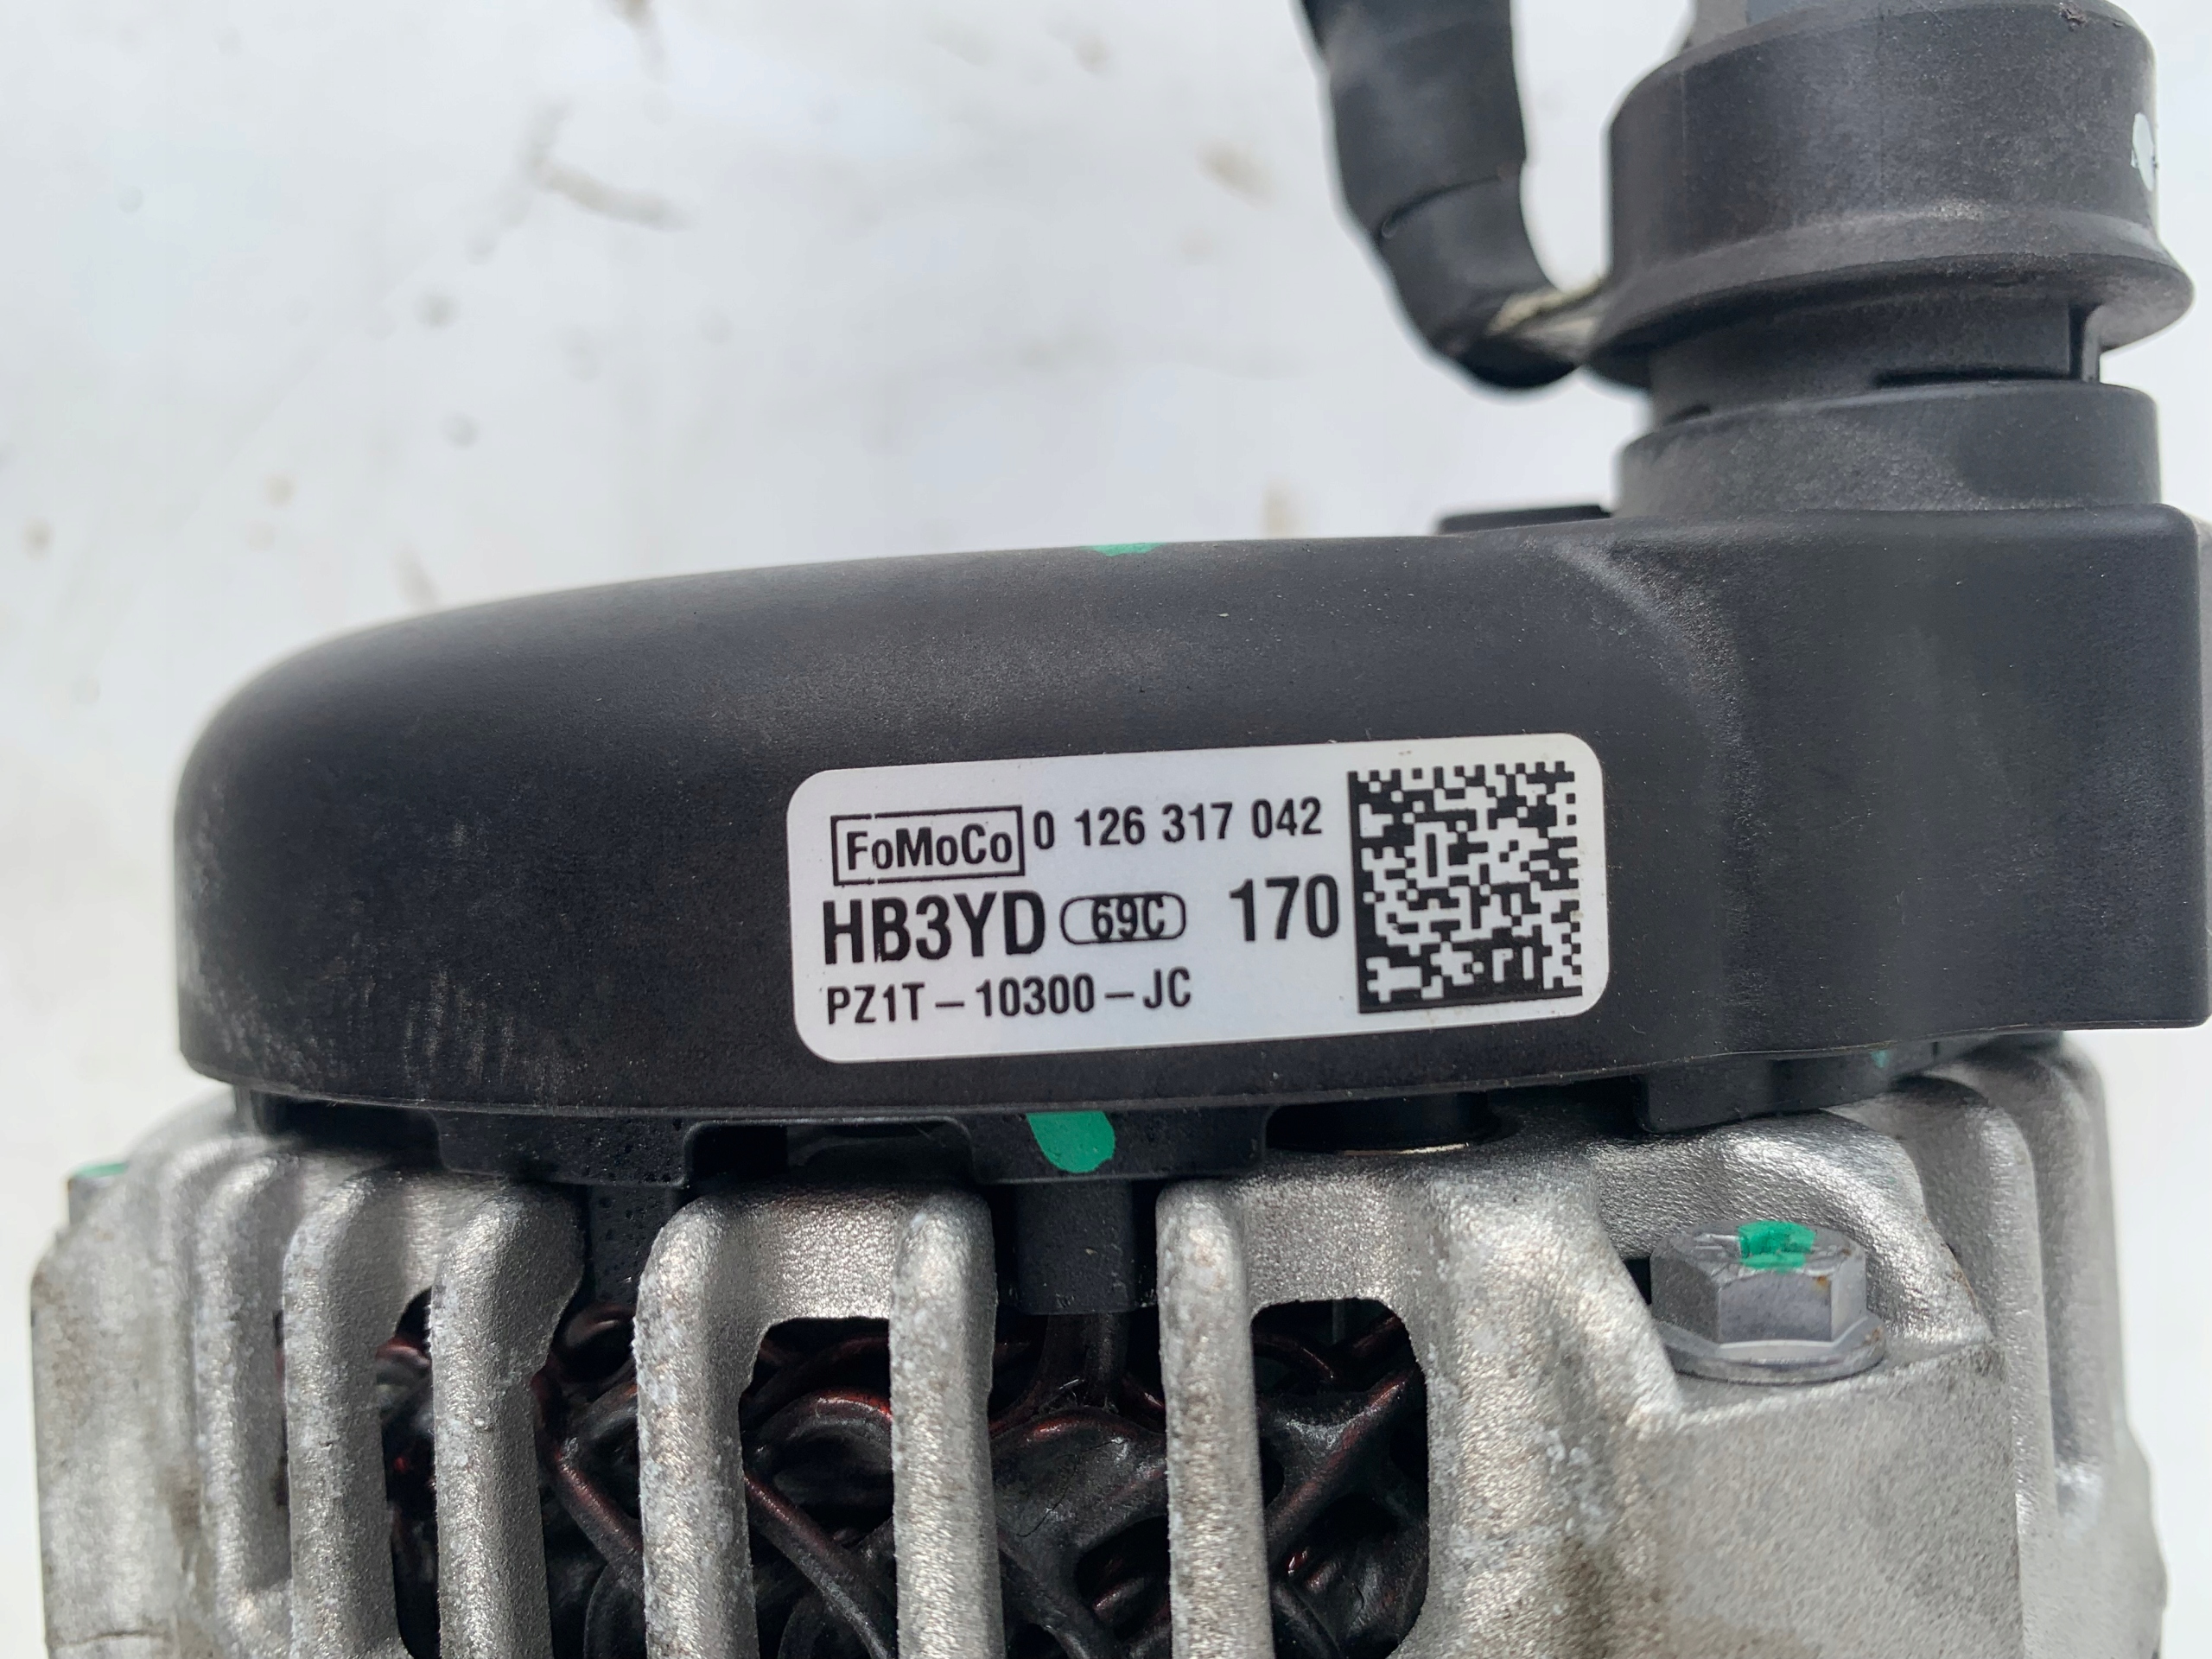 FoMoCo 0 126 317 042
HB3YD 69C 170
PZ1T-10300-JC